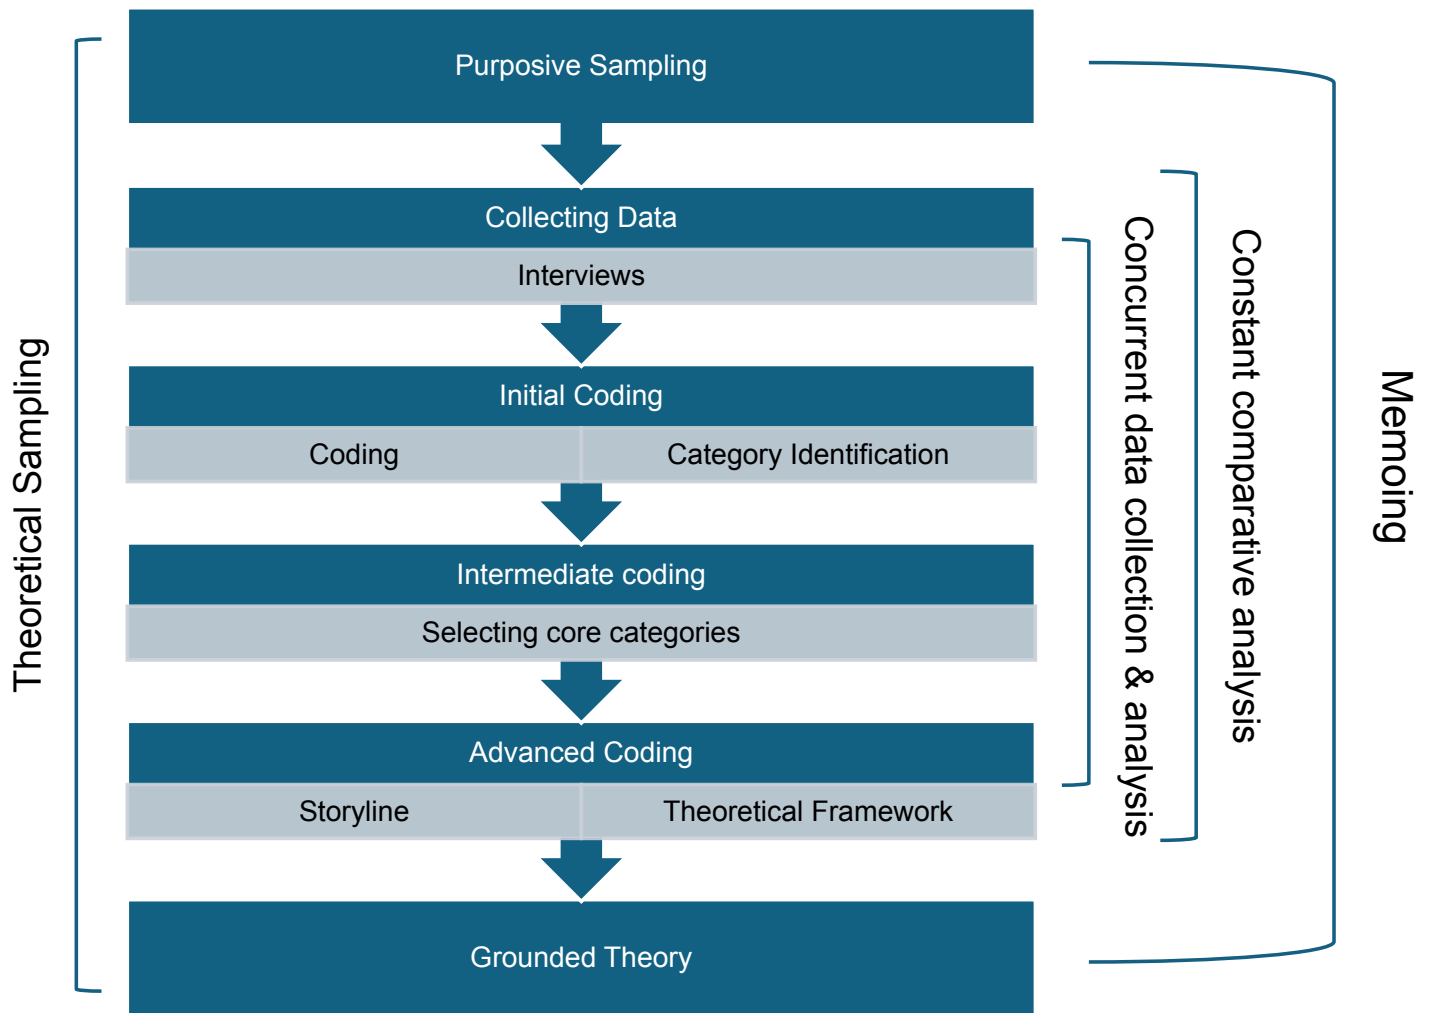 Theoretical Sampling
Purposive Sampling
Collecting Data
Interviews
Initial Coding
Coding
Category Identification
Intermediate coding
Selecting core categories
Advanced Coding
Storyline
Theoretical Framework
Grounded Theory
Concurrent data collection & analysis
Constant comparative analysis
Memoing